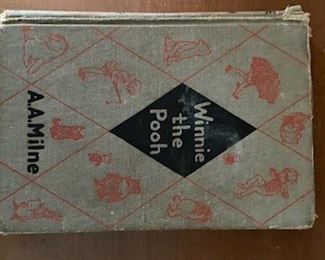 Winnie
the
Pooh
A.A.Milne